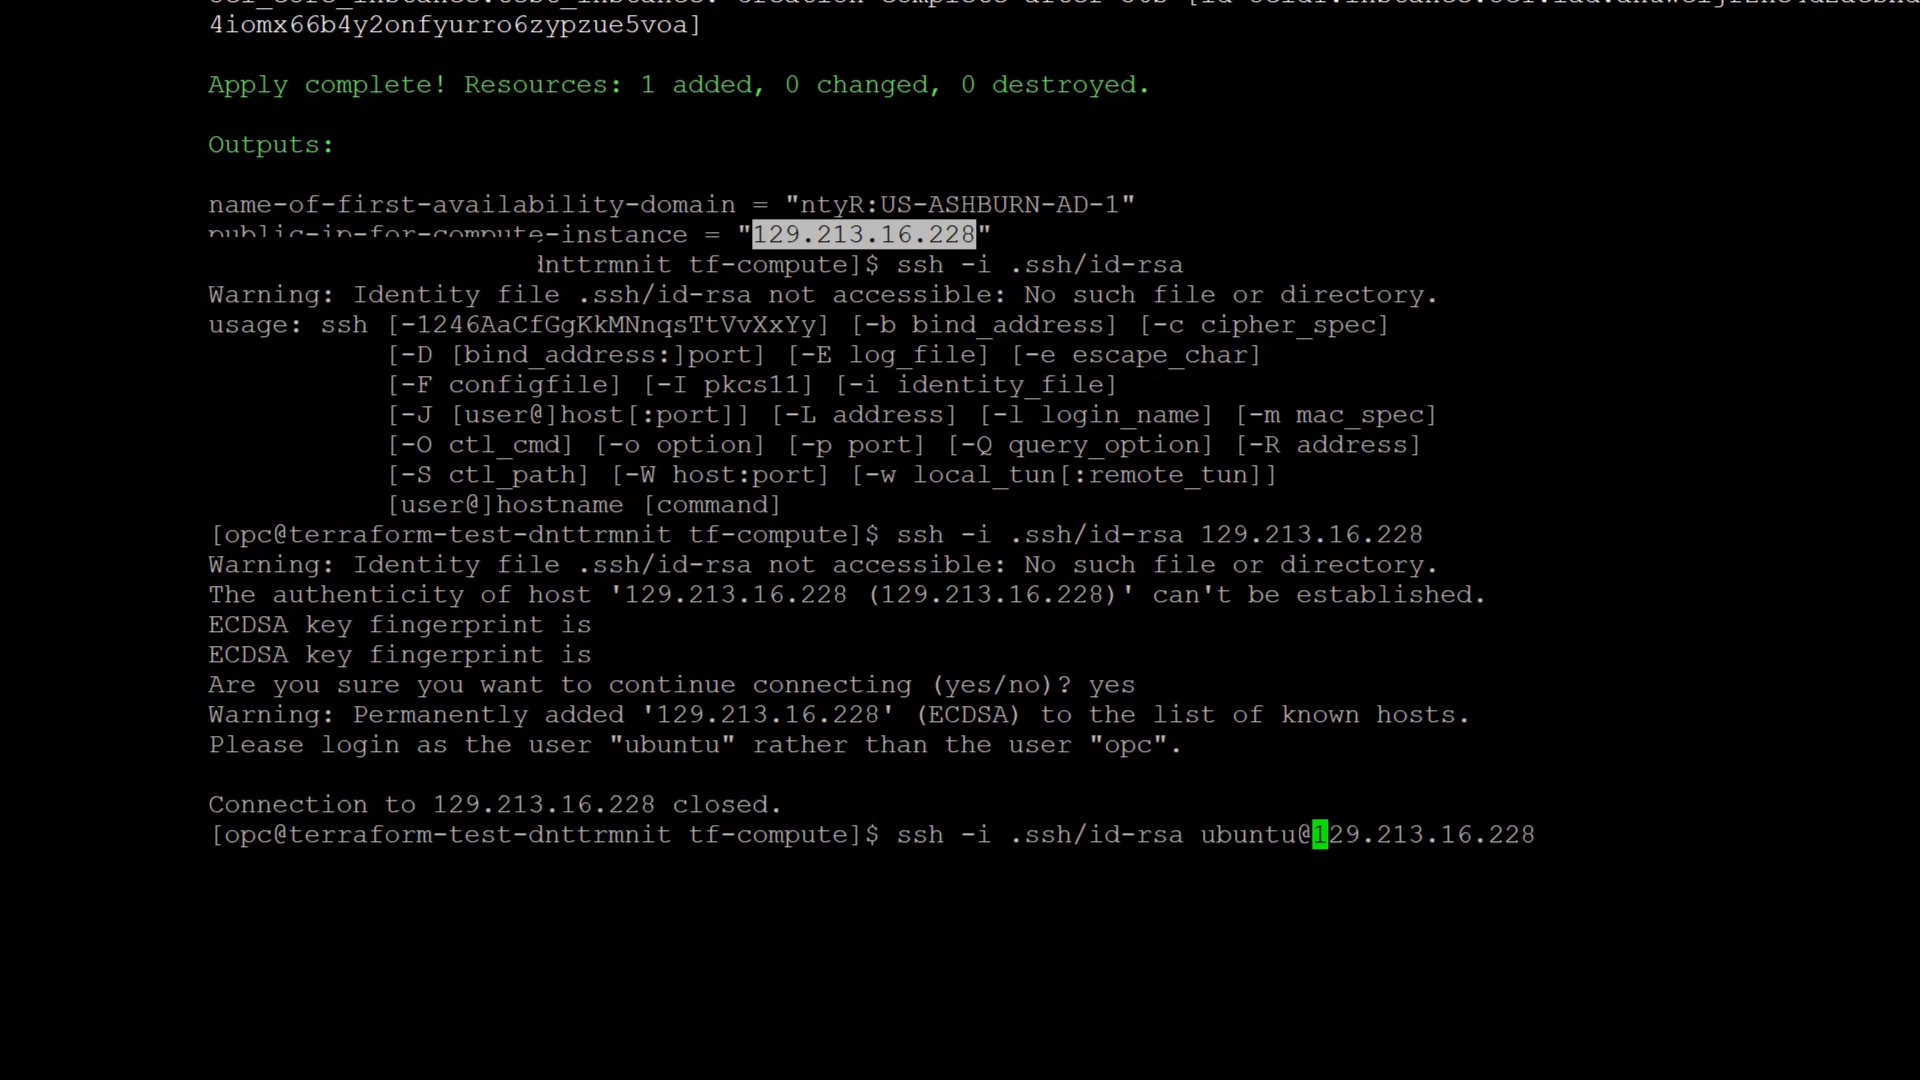 4iomx66b4y2onfyurro6zypzue5voa]
Apply complete! Resources: 1 added, 0 changed, 0 destroyed.
Outputs:
name-of-first-availability-domain = "ntyR:US-ASHBURN-AD-1"
public-ip-for-compute-instance = "129.213.16.228"
dnttrmnit tf-compute]$ ssh -i .ssh/id-rsa
Warning: Identity file .ssh/id-rsa not accessible: No such file or directory.
usage: ssh [-1246AaCfGgKkMNnqsTtVvXxYy] [-b bind_address] [-c cipher_spec]
[-D [bind_address:]port] [-E log_file] [-e escape_char]
[-F configfile] [-I pkcs11] [-i identity_file]
[-J [user@]host[:port]] [-L address] [-l login_name] [-m mac_spec]
[-O ctl_cmd] [-o option] [-p port] [-Q query_option] [-R address]
[-S ctl_path] [-W host:port] [-w local_tun[:remote_tun]]
[user@]hostname [command]
[opc@terraform-test-dnttrmnit tf-compute]$ ssh -i .ssh/id-rsa 129.213.16.228
Warning: Identity file .ssh/id-rsa not accessible: No such file or directory.
The authenticity of host '129.213.16.228 (129.213.16.228)' can't be established.
ECDSA key fingerprint is
ECDSA key fingerprint is
Are you sure you want to continue connecting (yes/no)? yes
Warning: Permanently added '129.213.16.228' (ECDSA) to the list of known hosts.
Please login as the user "ubuntu" rather than the user "opc".
Connection to 129.213.16.228 closed.
[opc@terraform-test-dnttrmnit tf-compute]$ ssh -i .ssh/id-rsa ubuntu@129.213.16.228